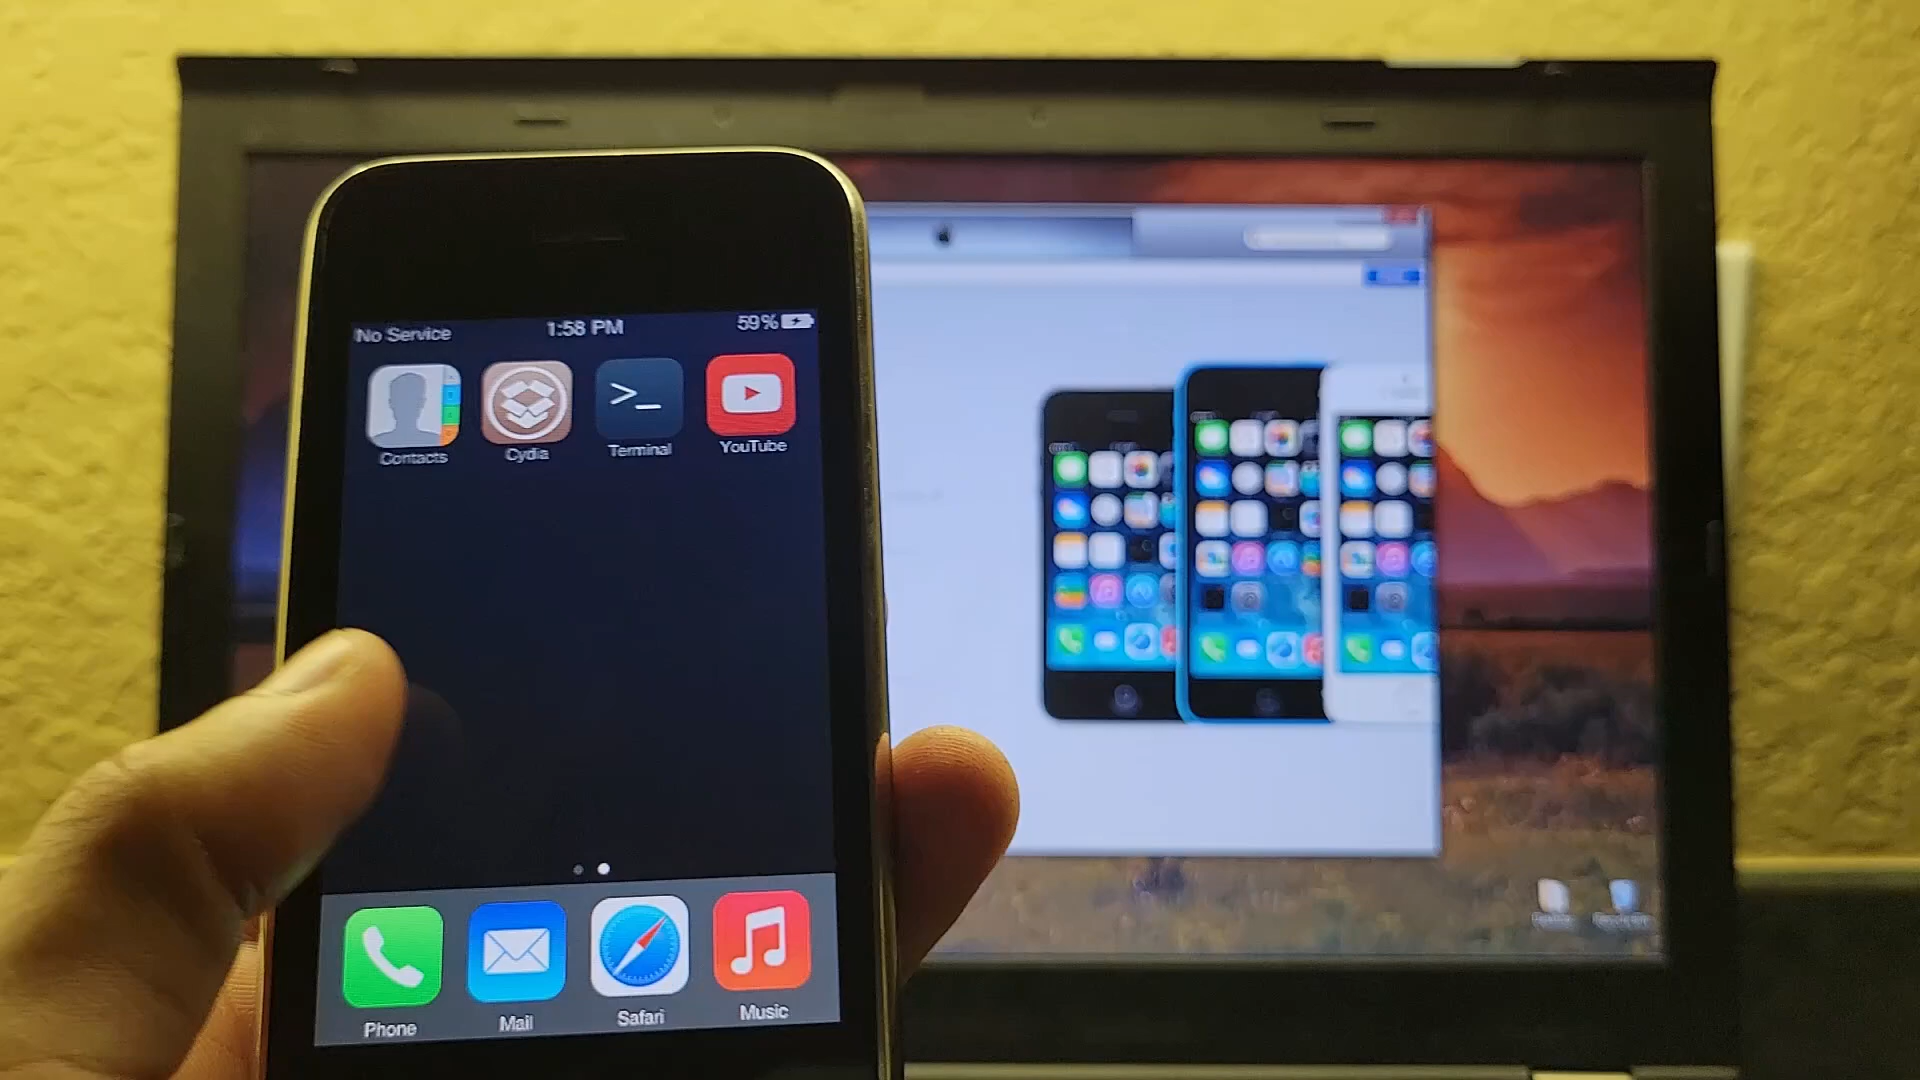 No Service 1:58 PM 59%
Contacts Cydia Terminal YouTube
>_
Phone Mail Safari Music